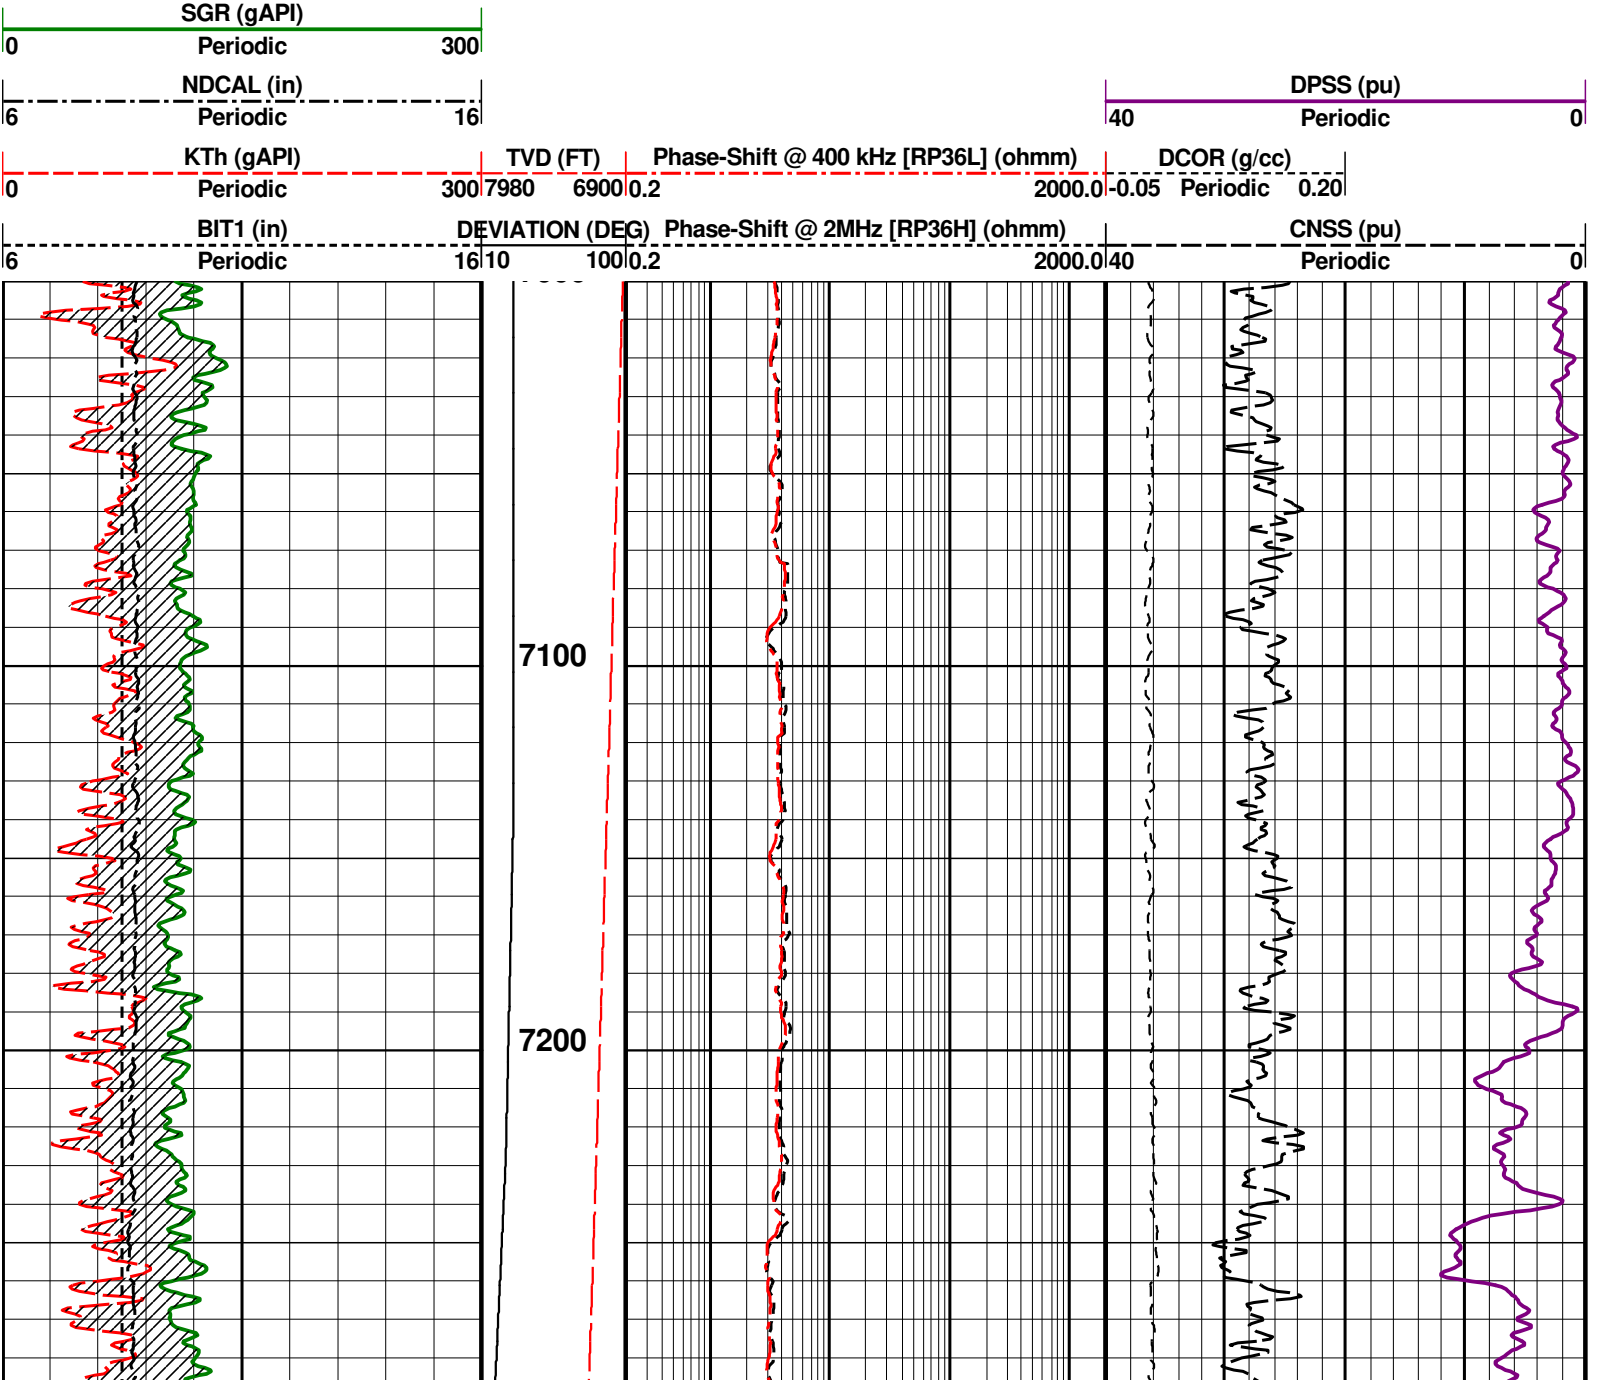 SGR (gAPI)
0 Periodic 300
NDCAL (in) DPSS (pu)
6 Periodic 16 40 Periodic 0
KTh (gAPI) TVD (FT) Phase-Shift @ 400 kHz [RP36L] (ohmm) DCOR (g/cc)
0 Periodic 300 7980 6900 0.2 2000.0 -0.05 Periodic 0.20
BIT1 (in) DEVIATION (DEG) Phase-Shift @ 2MHz [RP36H] (ohmm) CNSS (pu)
6 Periodic 16 10 100 0.2 2000.0 40 Periodic 0
7100
7200